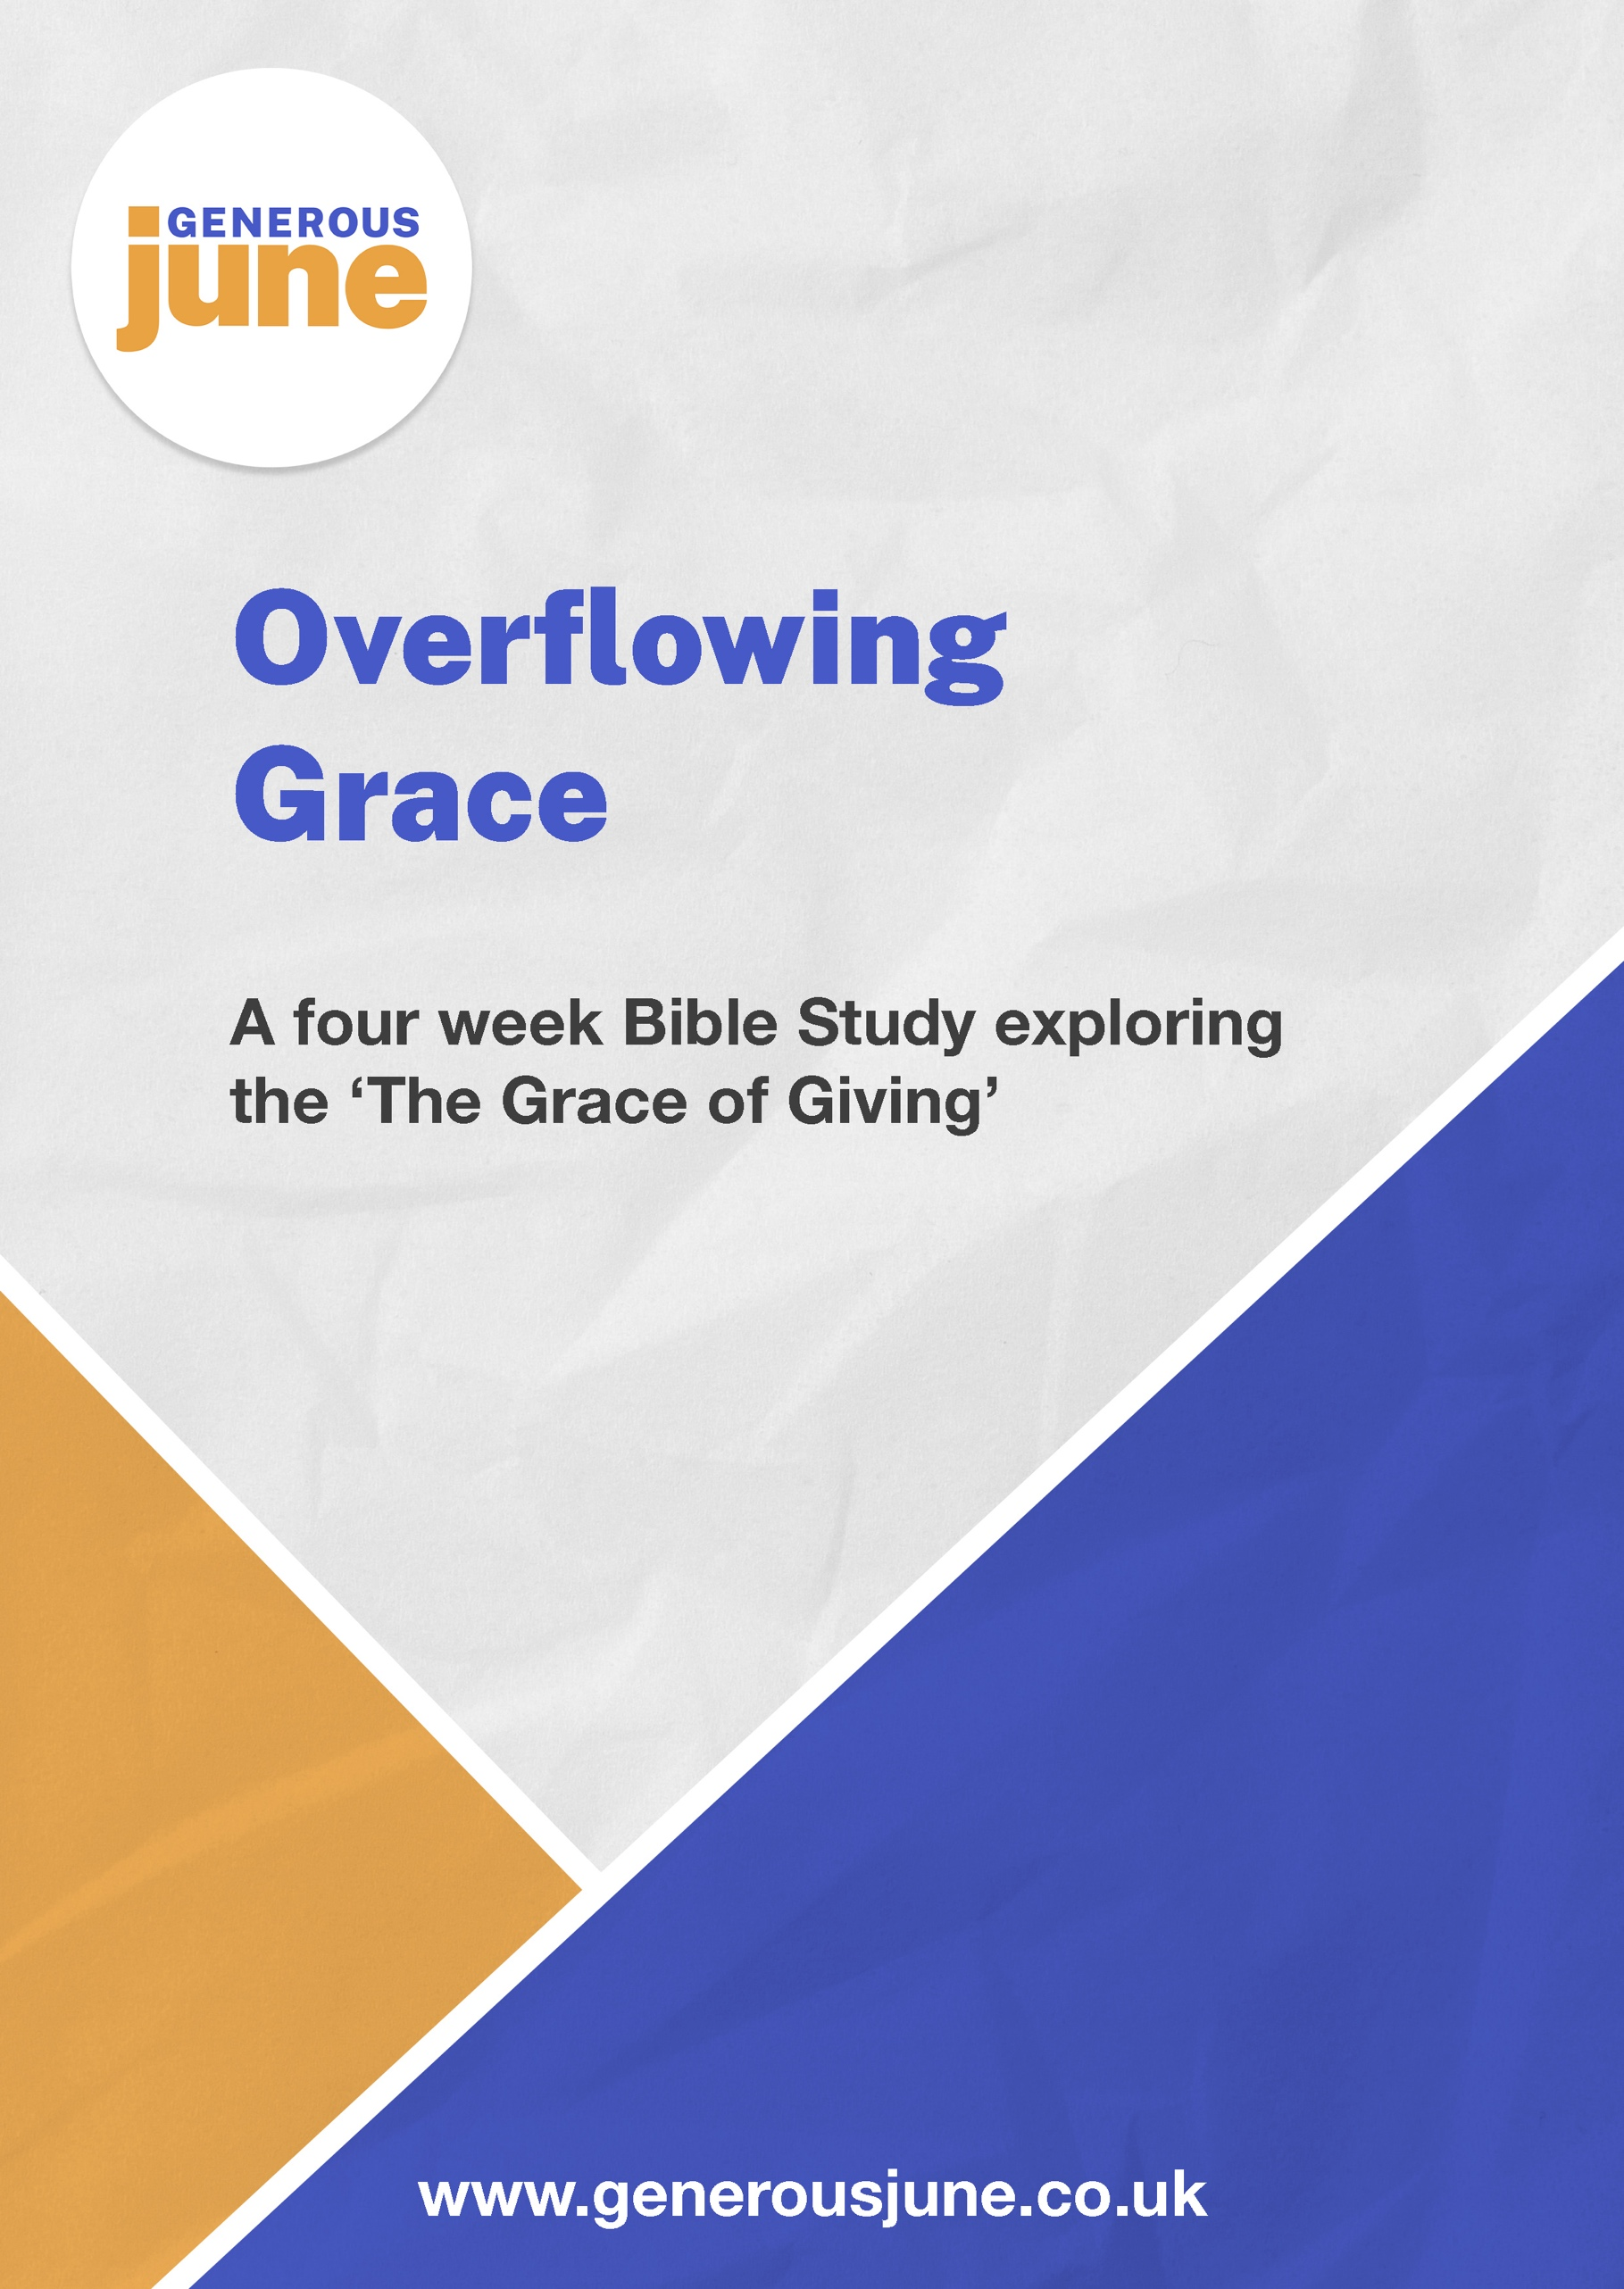 GENEROUS
june
Overflowing
Grace
A four week Bible Study exploring
the ‘The Grace of Giving’
www.generousjune.co.uk